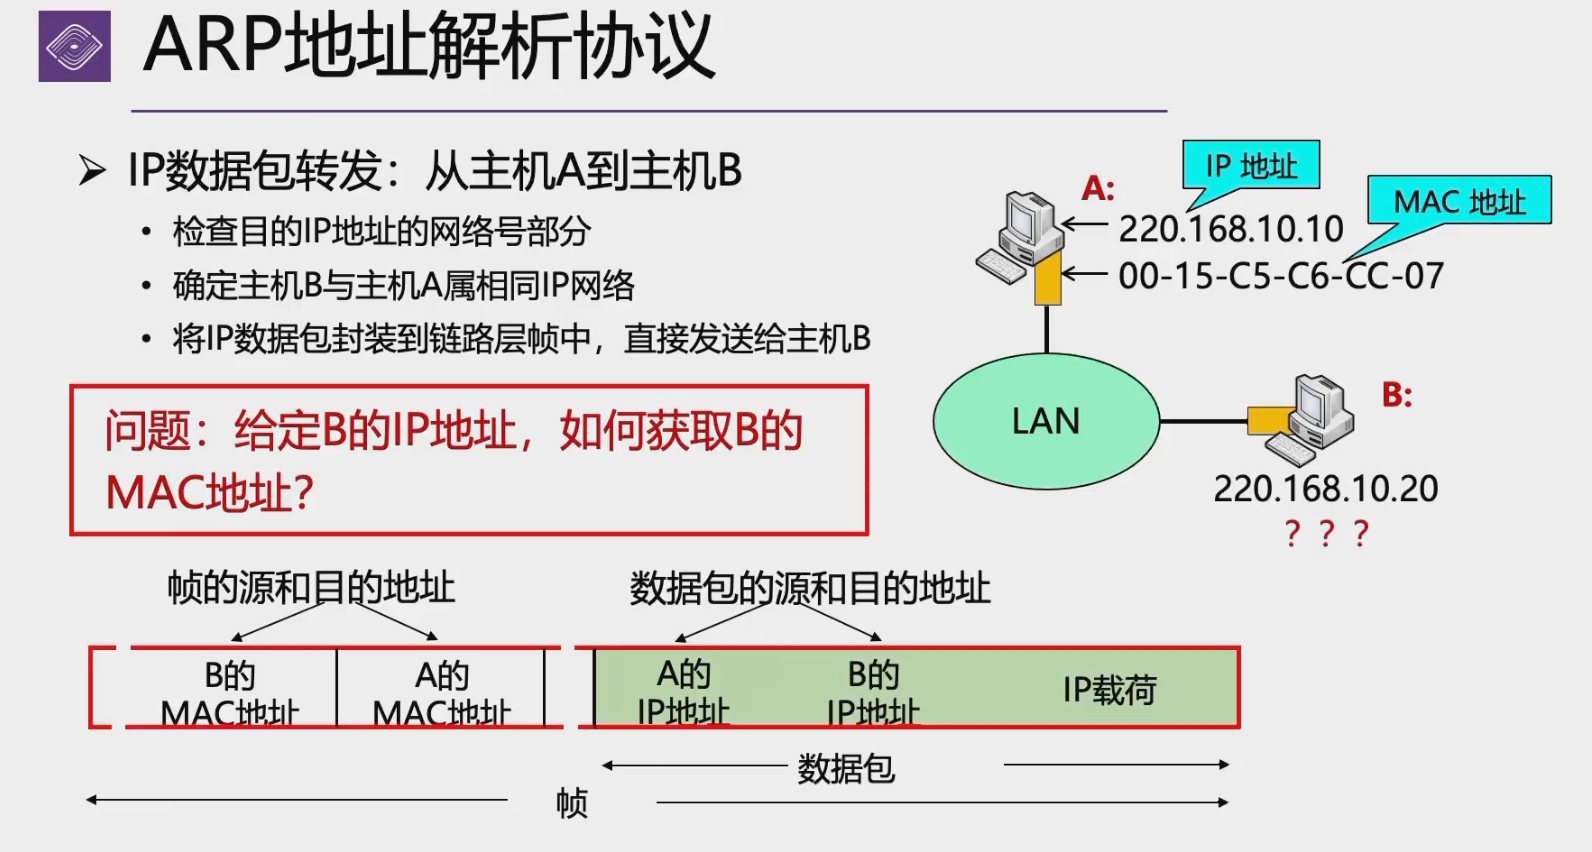 ARP地址解析协议
➢ IP数据包转发：从主机A到主机B
• 检查目的IP地址的网络号部分
• 确定主机B与主机A属相同IP网络
• 将IP数据包封装到链路层帧中，直接发送给主机B
问题：给定B的IP地址，如何获取B的
MAC地址？
IP 地址
MAC 地址
A:
220.168.10.10
00-15-C5-C6-CC-07
LAN
B:
220.168.10.20
？？？
帧的源和目的地址
数据包的源和目的地址
B的
MAC地址
A的
MAC地址
A的
IP地址
B的
IP地址
IP载荷
数据包
帧